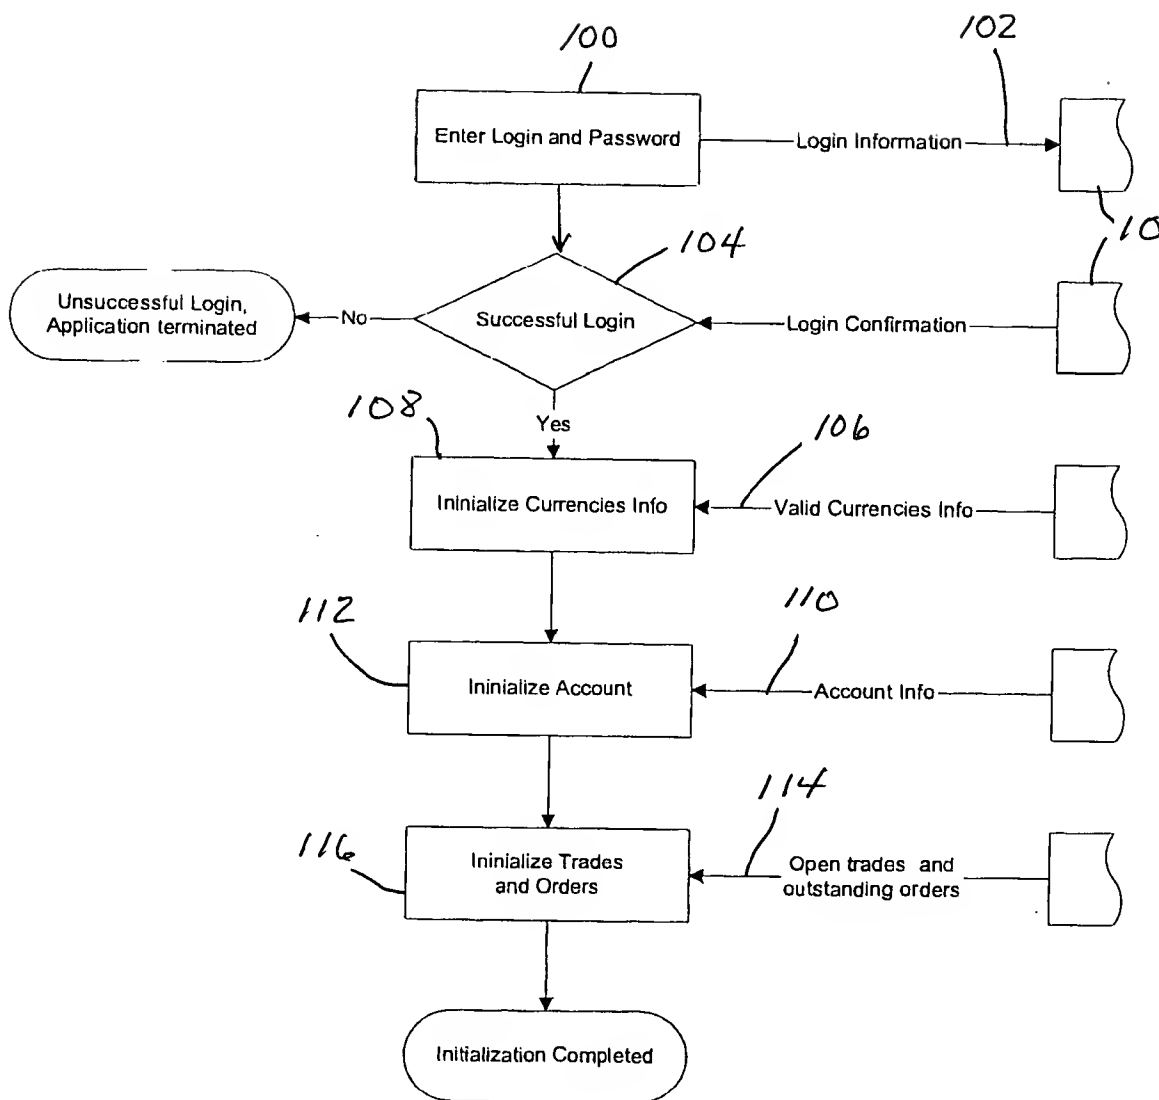 100
102
Enter Login and Password
Login Information
10
104
Unsuccessful Login,
Application terminated
No
Successful Login
Login Confirmation
108
Yes
106
Ininialize Currencies Info
Valid Currencies Info
112
110
Ininialize Account
Account Info
114
116
Ininialize Trades
and Orders
Open trades and
outstanding orders
Initialization Completed